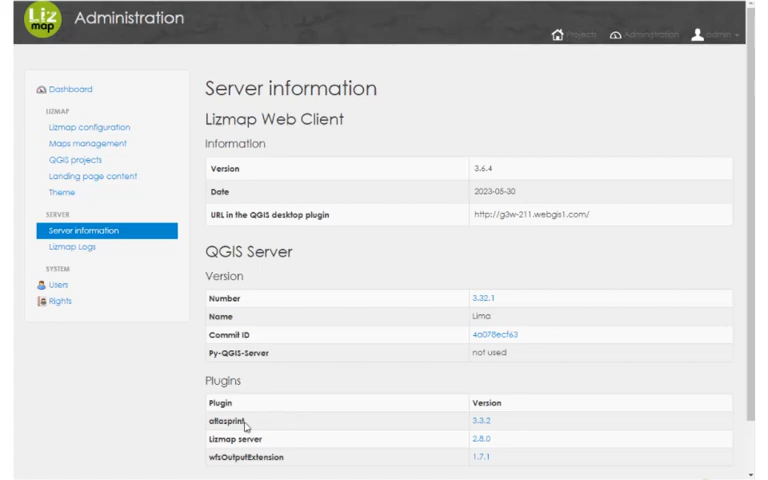 Liz
map
Administration
Projects
Administration
admin
Dashboard
LIZMAP
Lizmap configuration
Maps management
QGIS projects
Landing page content
Theme
SERVER
Server information
Lizmap Logs
SYSTEM
Users
Rights
Server information
Lizmap Web Client
Information
Version 3.6.4
Date 2023-05-30
URL in the QGIS desktop plugin http://g3w-211.webgis1.com/
QGIS Server
Version
Number 3.32.1
Name Lima
Commit ID 4a078ecf63
Py-QGIS-Server not used
Plugins
Plugin Version
atlasprint 3.3.2
Lizmap server 2.8.0
wfsOutputExtension 1.7.1